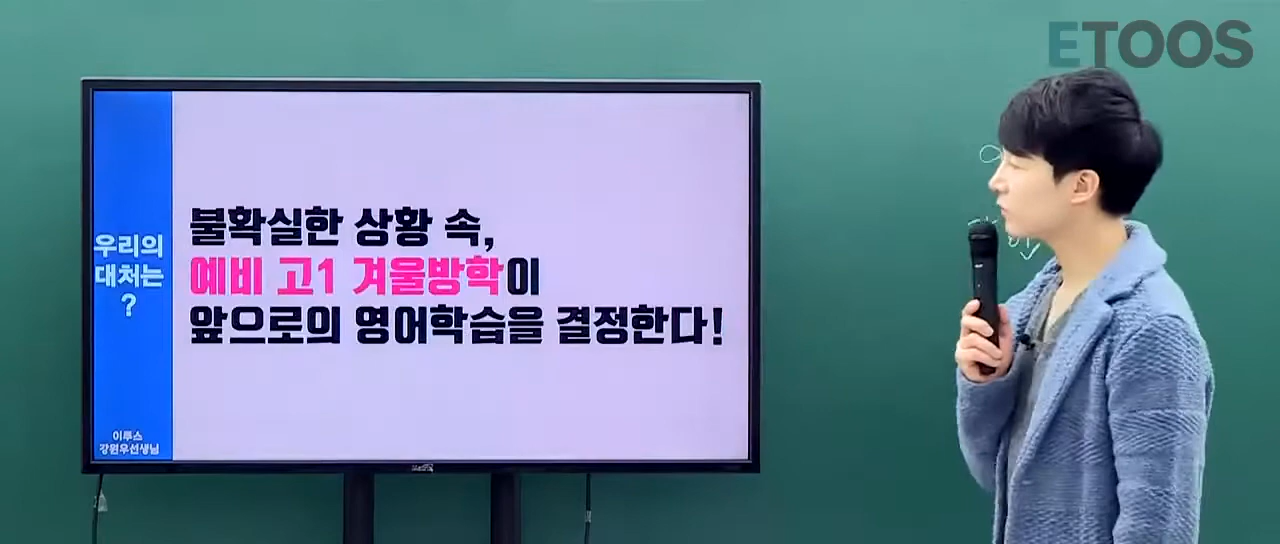 ETOOS
우리의
대처는
?
불확실한 상황 속,
예비 고1 겨울방학이
앞으로의 영어학습을 결정한다!
이투스
강원우선생님